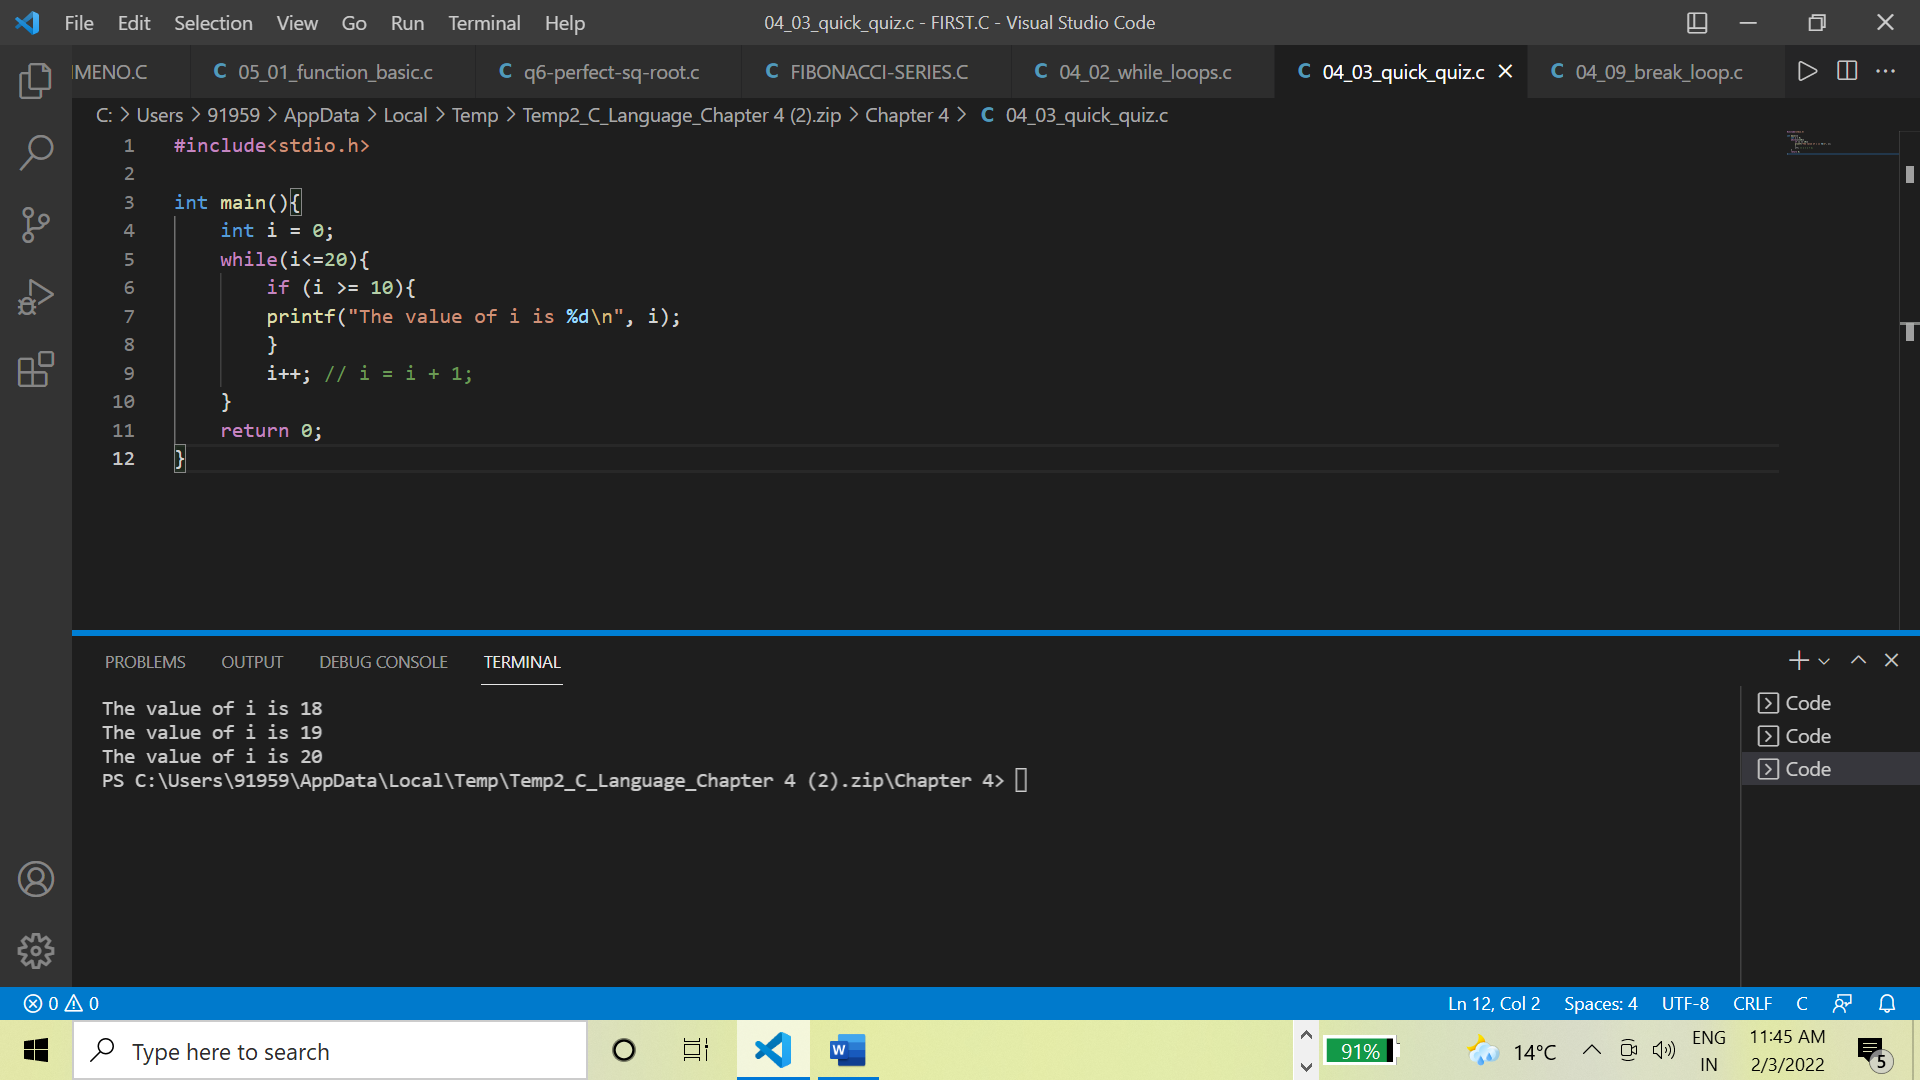 File Edit Selection View Go Run Terminal Help 04_03_quick_quiz.c - FIRST.C - Visual Studio Code
IMENO.C C 05_01_function_basic.c C q6-perfect-sq-root.c C FIBONACCI-SERIES.C C 04_02_while_loops.c C 04_03_quick_quiz.c C 04_09_break_loop.c
C: > Users > 91959 > AppData > Local > Temp > Temp2_C_Language_Chapter 4 (2).zip > Chapter 4 > C 04_03_quick_quiz.c
1 #include<stdio.h>
2
3 int main(){
4 int i = 0;
5 while(i<=20){
6 if (i >= 10){
7 printf("The value of i is %d\n", i);
8 }
9 i++; // i = i + 1;
10 }
11 return 0;
12 }
PROBLEMS OUTPUT DEBUG CONSOLE TERMINAL
The value of i is 18
The value of i is 19
The value of i is 20
PS C:\Users\91959\AppData\Local\Temp\Temp2_C_Language_Chapter 4 (2).zip\Chapter 4>
Code
Code
Code
0 0 Ln 12, Col 2 Spaces: 4 UTF-8 CRLF C
Type here to search W 91% 14°C ENG IN 11:45 AM 2/3/2022 5